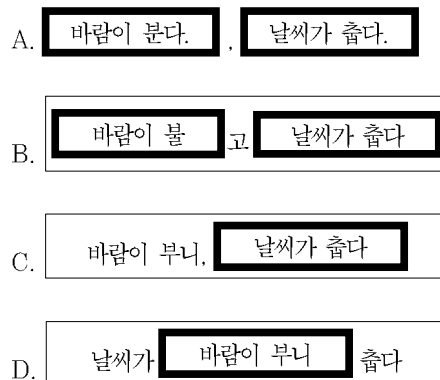 A. 바람이 분다. , 날씨가 춥다.
B. 바람이 불 고 날씨가 춥다
C. 바람이 부니, 날씨가 춥다
D. 날씨가 바람이 부니 춥다